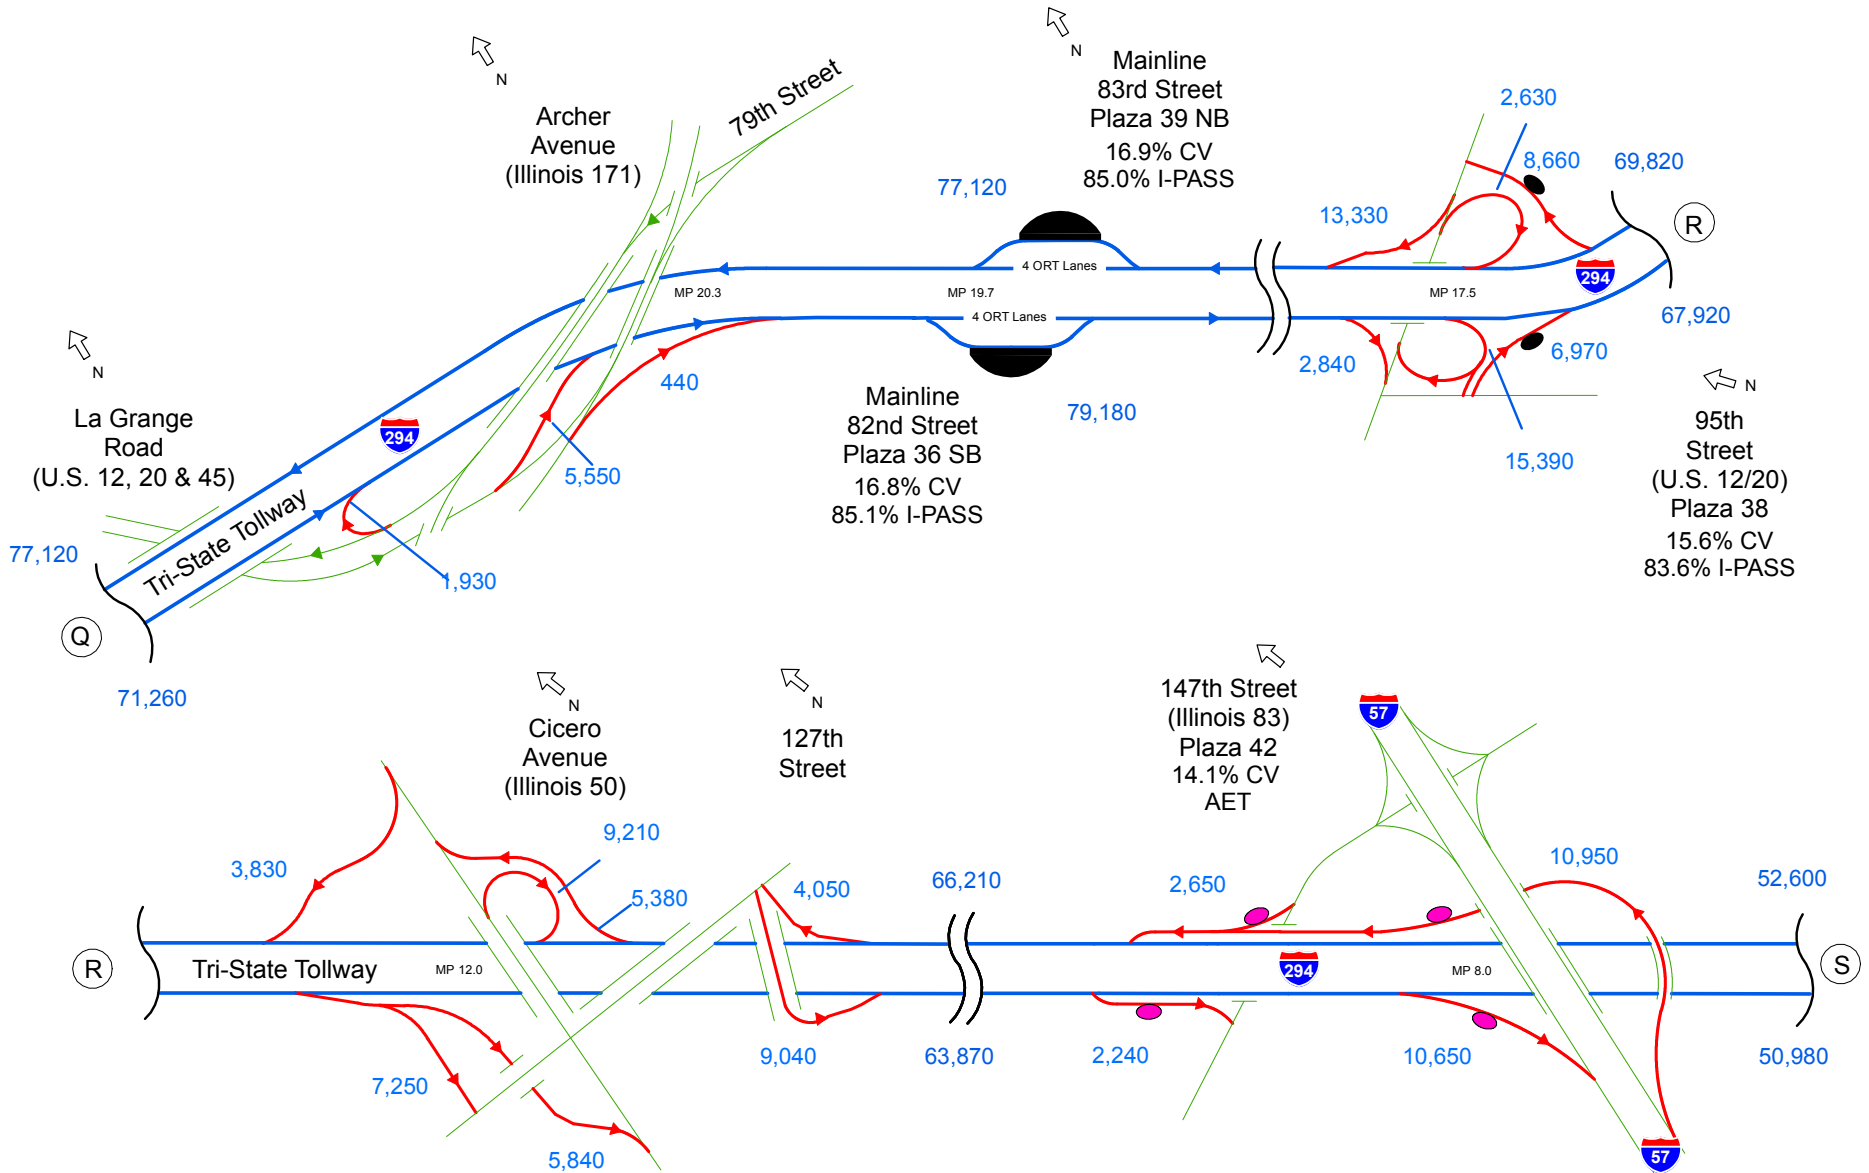 N
Archer
Avenue
(Illinois 171)
79th Street
N
Mainline
83rd Street
Plaza 39 NB
16.9% CV
85.0% I-PASS
77,120
4 ORT Lanes
2,630
8,660
69,820
13,330
R
294
MP 20.3
MP 19.7
MP 17.5
4 ORT Lanes
67,920
6,970
2,840
15,390
440
79,180
Mainline
82nd Street
Plaza 36 SB
16.8% CV
85.1% I-PASS
N
95th
Street
(U.S. 12/20)
Plaza 38
15.6% CV
83.6% I-PASS
N
La Grange
Road
(U.S. 12, 20 & 45)
294
5,550
Tri-State Tollway
77,120
1,930
Q
71,260
N
Cicero
Avenue
(Illinois 50)
N
127th
Street
N
147th Street
(Illinois 83)
Plaza 42
14.1% CV
AET
57
3,830
9,210
5,380
4,050
66,210
2,650
10,950
52,600
R
Tri-State Tollway
MP 12.0
294
MP 8.0
S
7,250
9,040
63,870
2,240
10,650
50,980
5,840
57